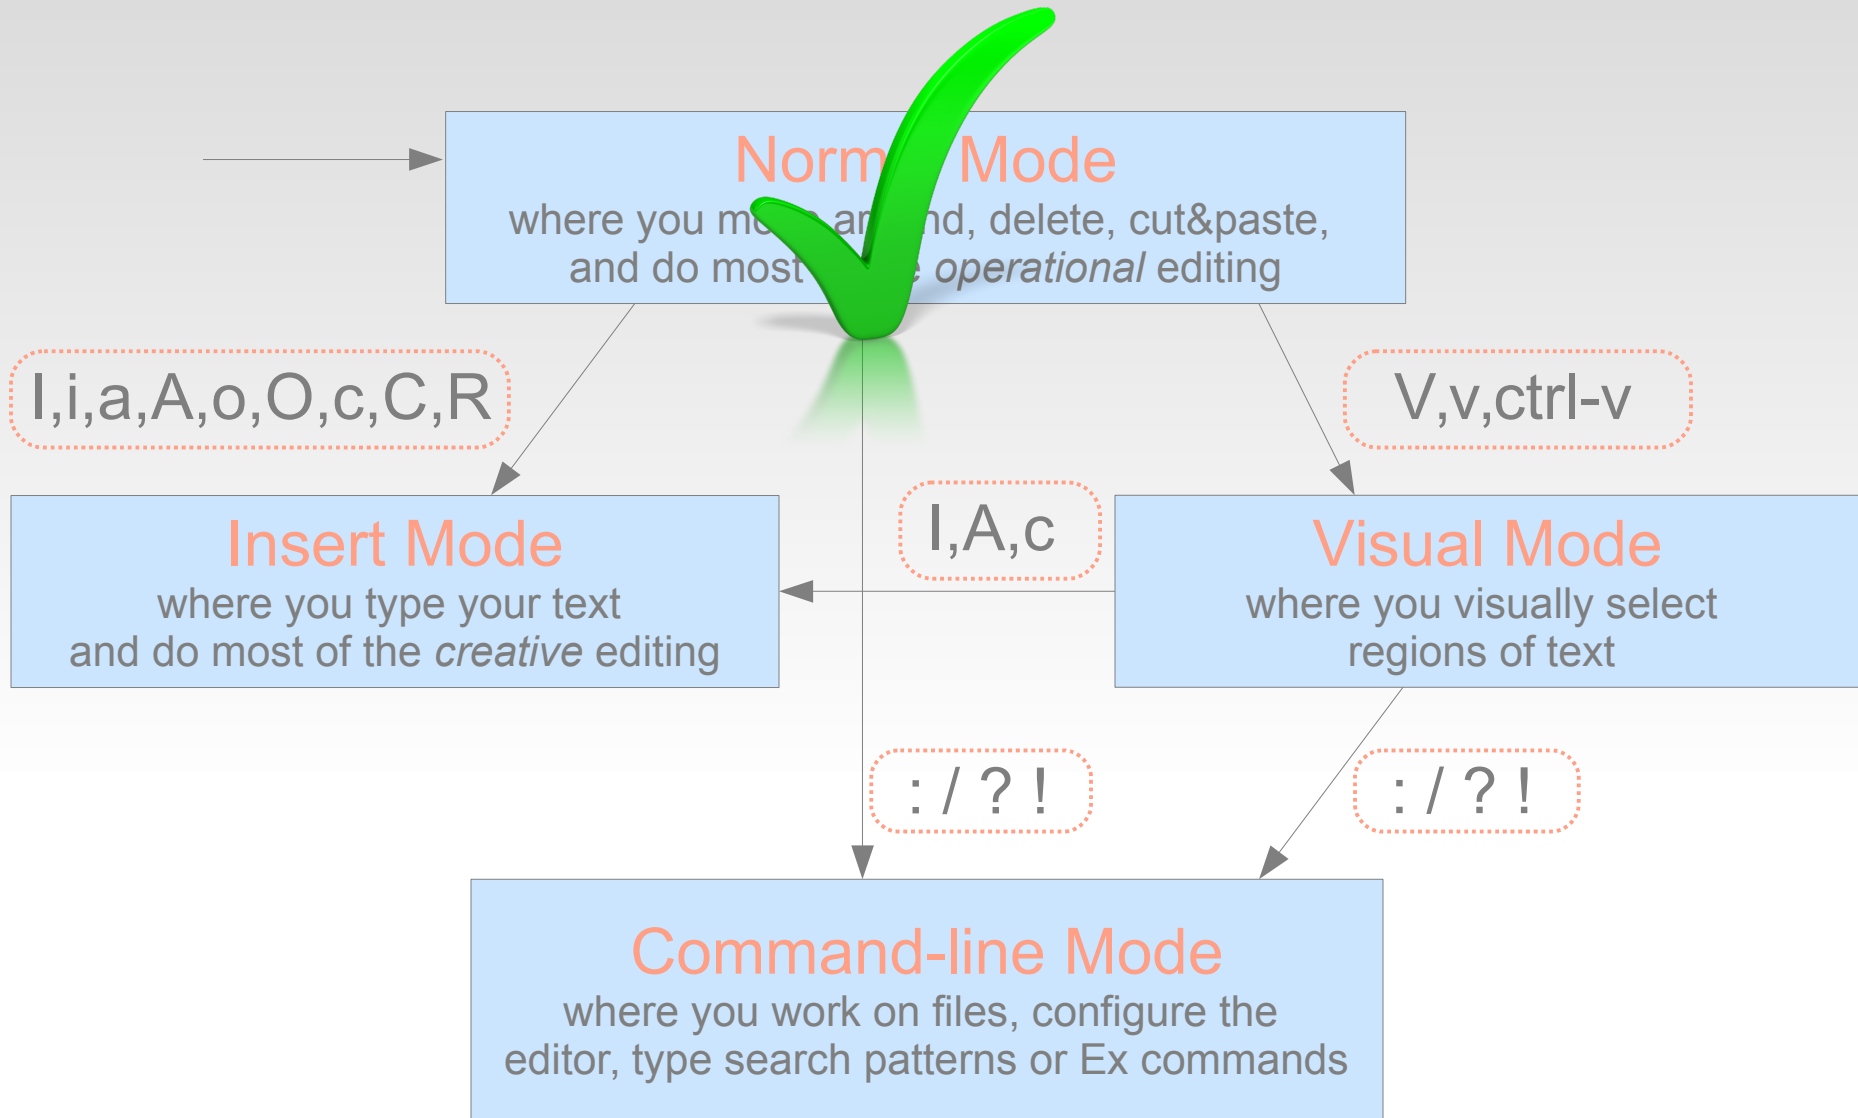 Mode
where you nd, delete, cut&paste,
and do most operational editing
I,i,a,A,o,O,c,C,R
V,v,ctrl-v
I,A,c
Insert Mode
where you type your text
and do most of the creative editing
Visual Mode
where you visually select
regions of text
: / ? !
: / ? !
Command-line Mode
where you work on files, configure the
editor, type search patterns or Ex commands